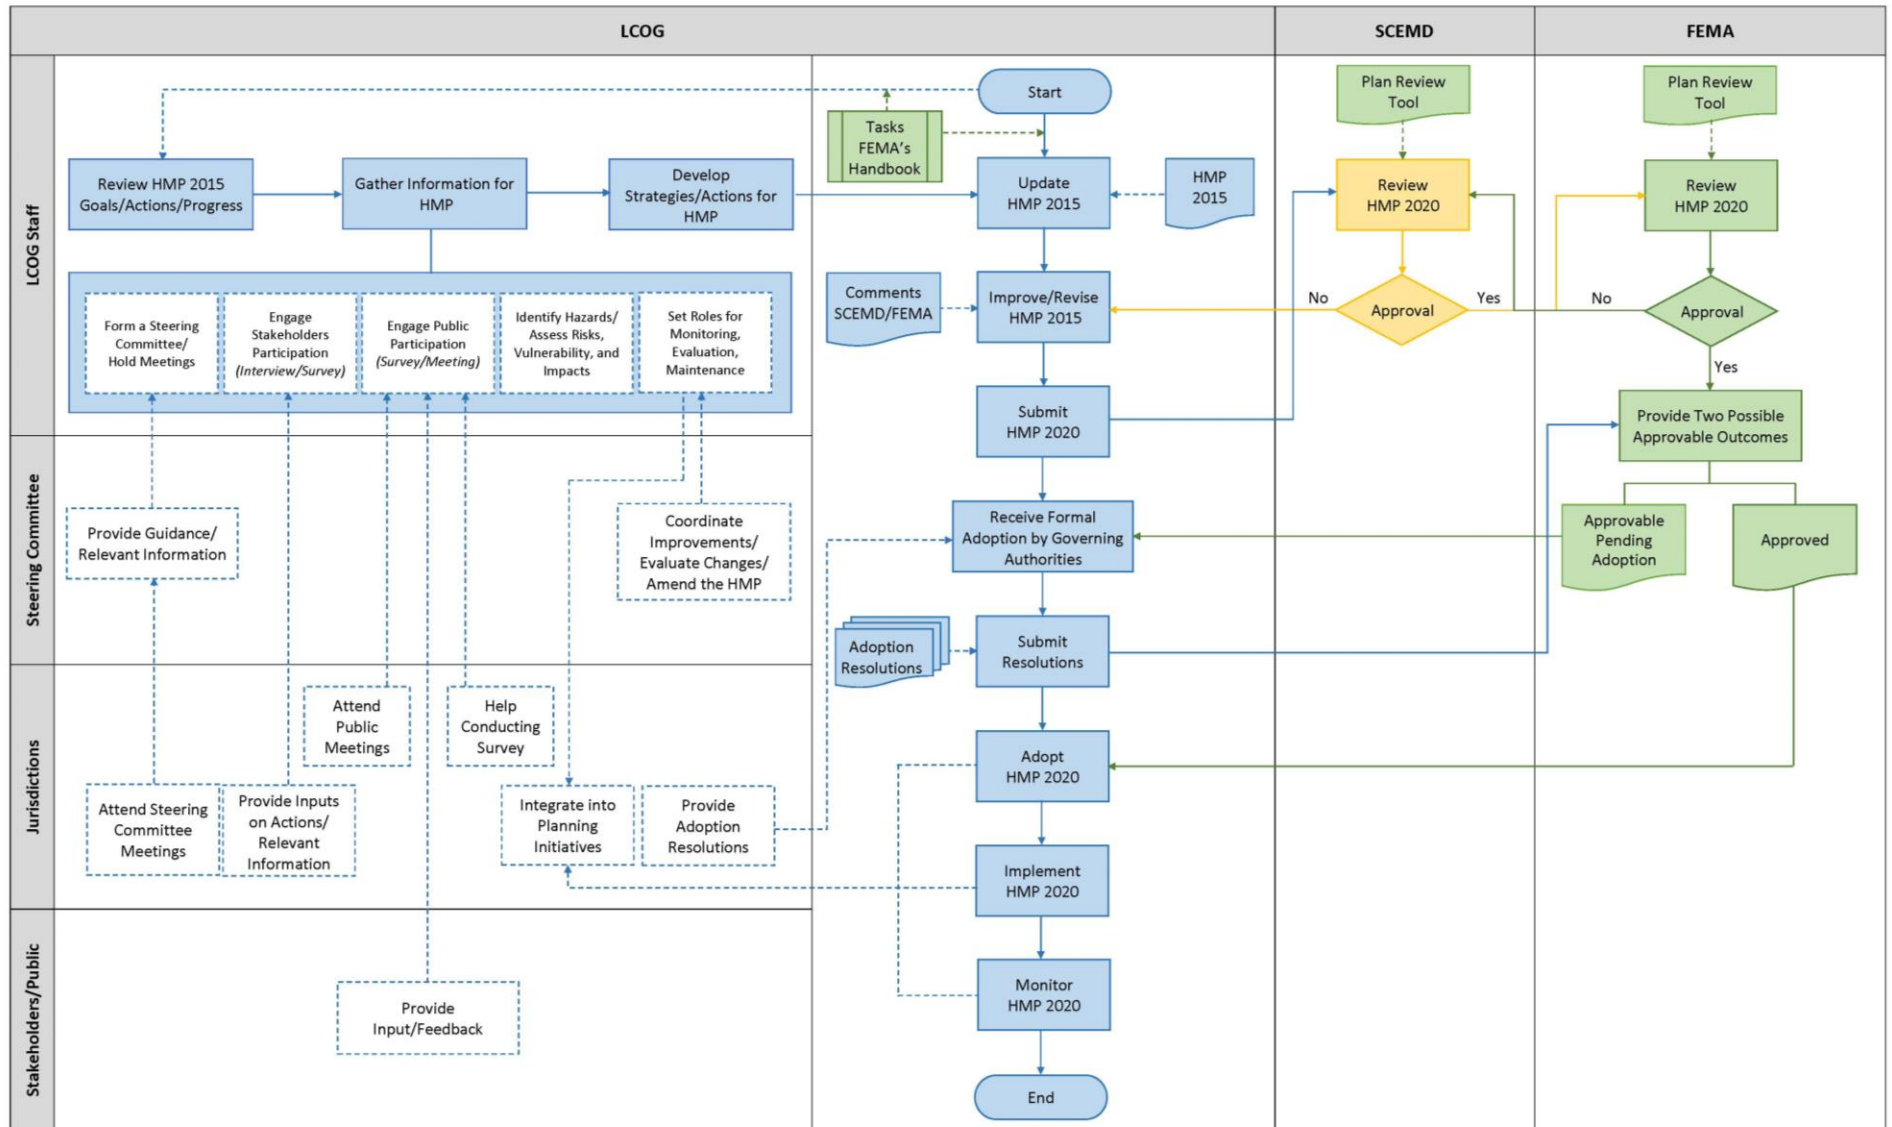 LCOG
SCEMD
FEMA
LCOG Staff
Steering Committee
Jurisdictions
Stakeholders/Public
Start
Tasks
FEMA's
Handbook
Plan Review
Tool
Plan Review
Tool
Review HMP 2015
Goals/Actions/Progress
Gather Information for
HMP
Develop
Strategies/Actions for
HMP
Update
HMP 2015
HMP
2015
Review
HMP 2020
Review
HMP 2020
Form a Steering
Committee/
Hold Meetings
Engage
Stakeholders
Participation
(Interview/Survey)
Engage Public
Participation
(Survey/Meeting)
Identify Hazards/
Assess Risks,
Vulnerability, and
Impacts
Set Roles for
Monitoring,
Evaluation,
Maintenance
Comments
SCEMD/FEMA
Improve/Revise
HMP 2015
No
Approval
Yes
No
Approval
Yes
Submit
HMP 2020
Provide Two Possible
Approvable Outcomes
Provide Guidance/
Relevant Information
Coordinate
Improvements/
Evaluate Changes/
Amend the HMP
Receive Formal
Adoption by Governing
Authorities
Approvable
Pending
Adoption
Approved
Adoption
Resolutions
Submit
Resolutions
Attend
Public
Meetings
Help
Conducting
Survey
Attend Steering
Committee
Meetings
Provide Inputs
on Actions/
Relevant
Information
Integrate into
Planning
Initiatives
Provide
Adoption
Resolutions
Adopt
HMP 2020
Implement
HMP 2020
Provide
Input/Feedback
Monitor
HMP 2020
End